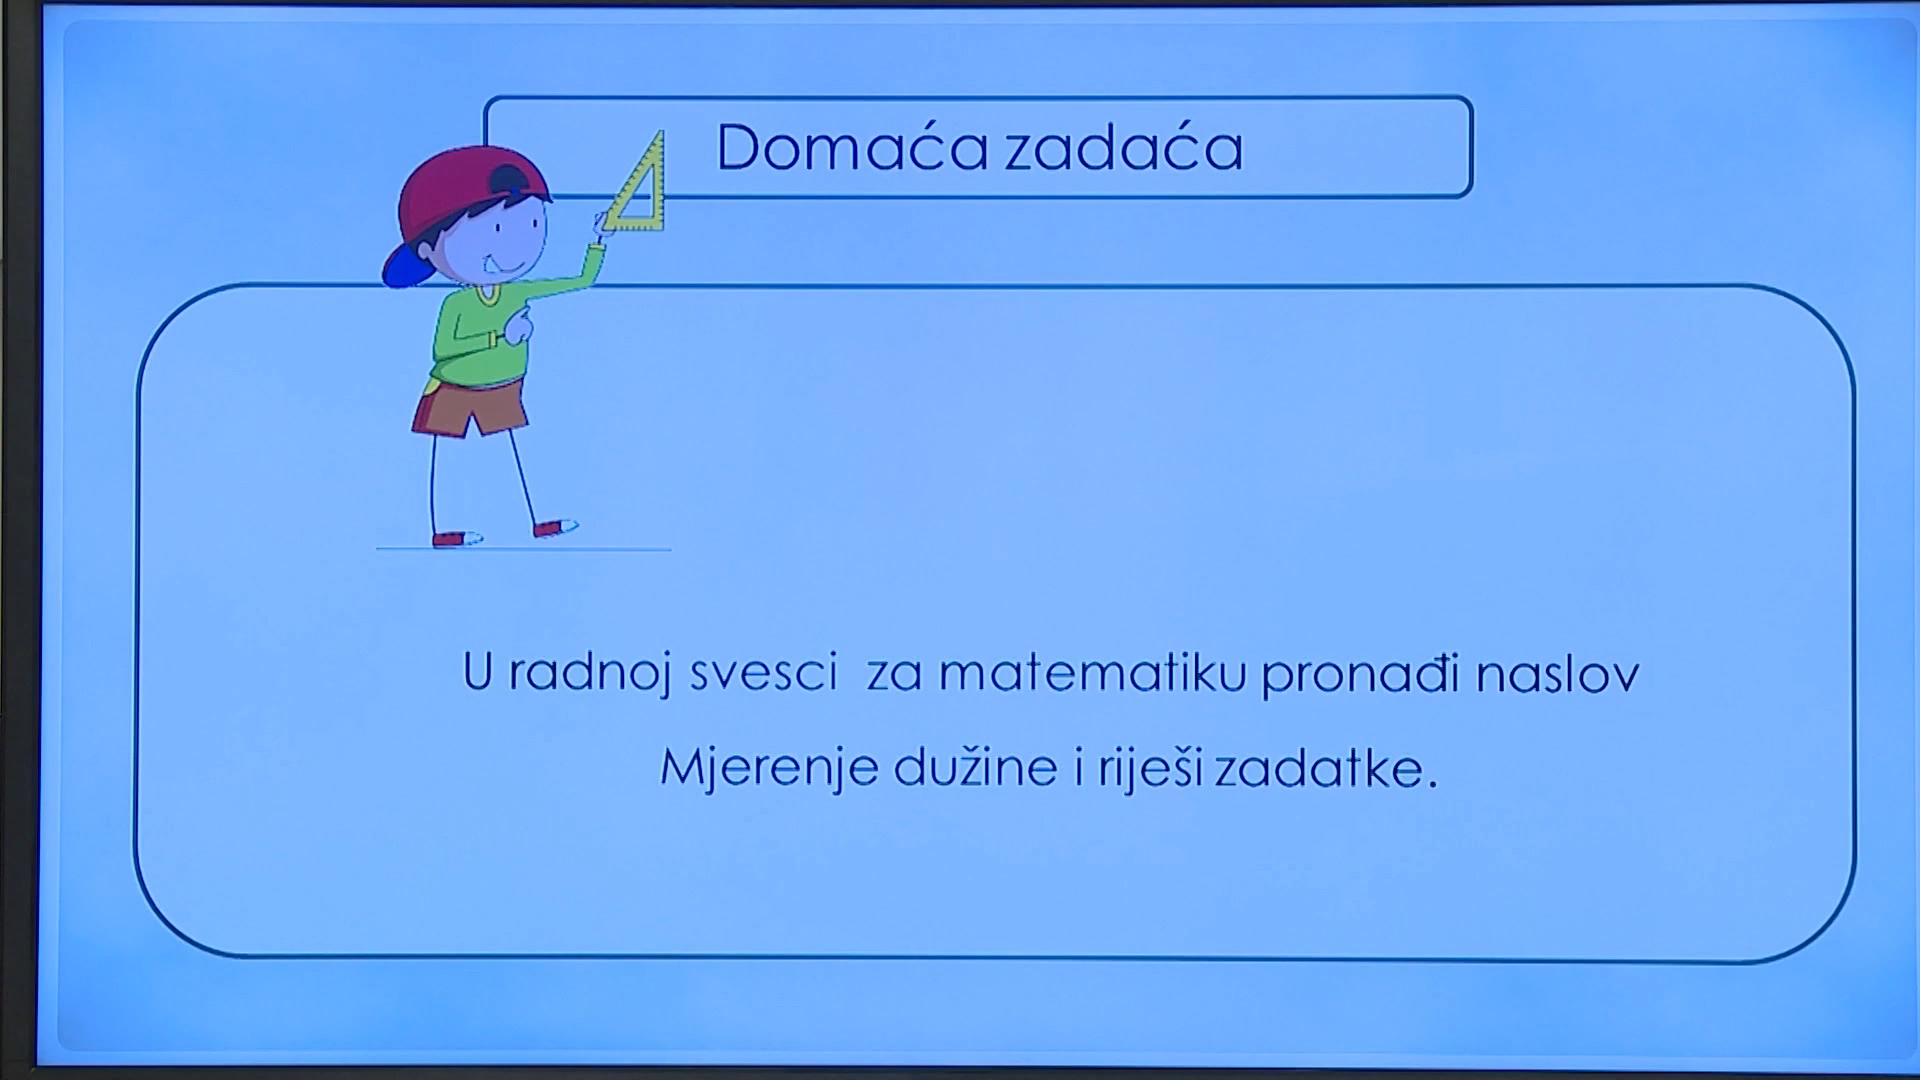 Domaća zadaća
U radnoj svesci za matematiku pronađi naslov
Mjerenje dužine i riješi zadatke.